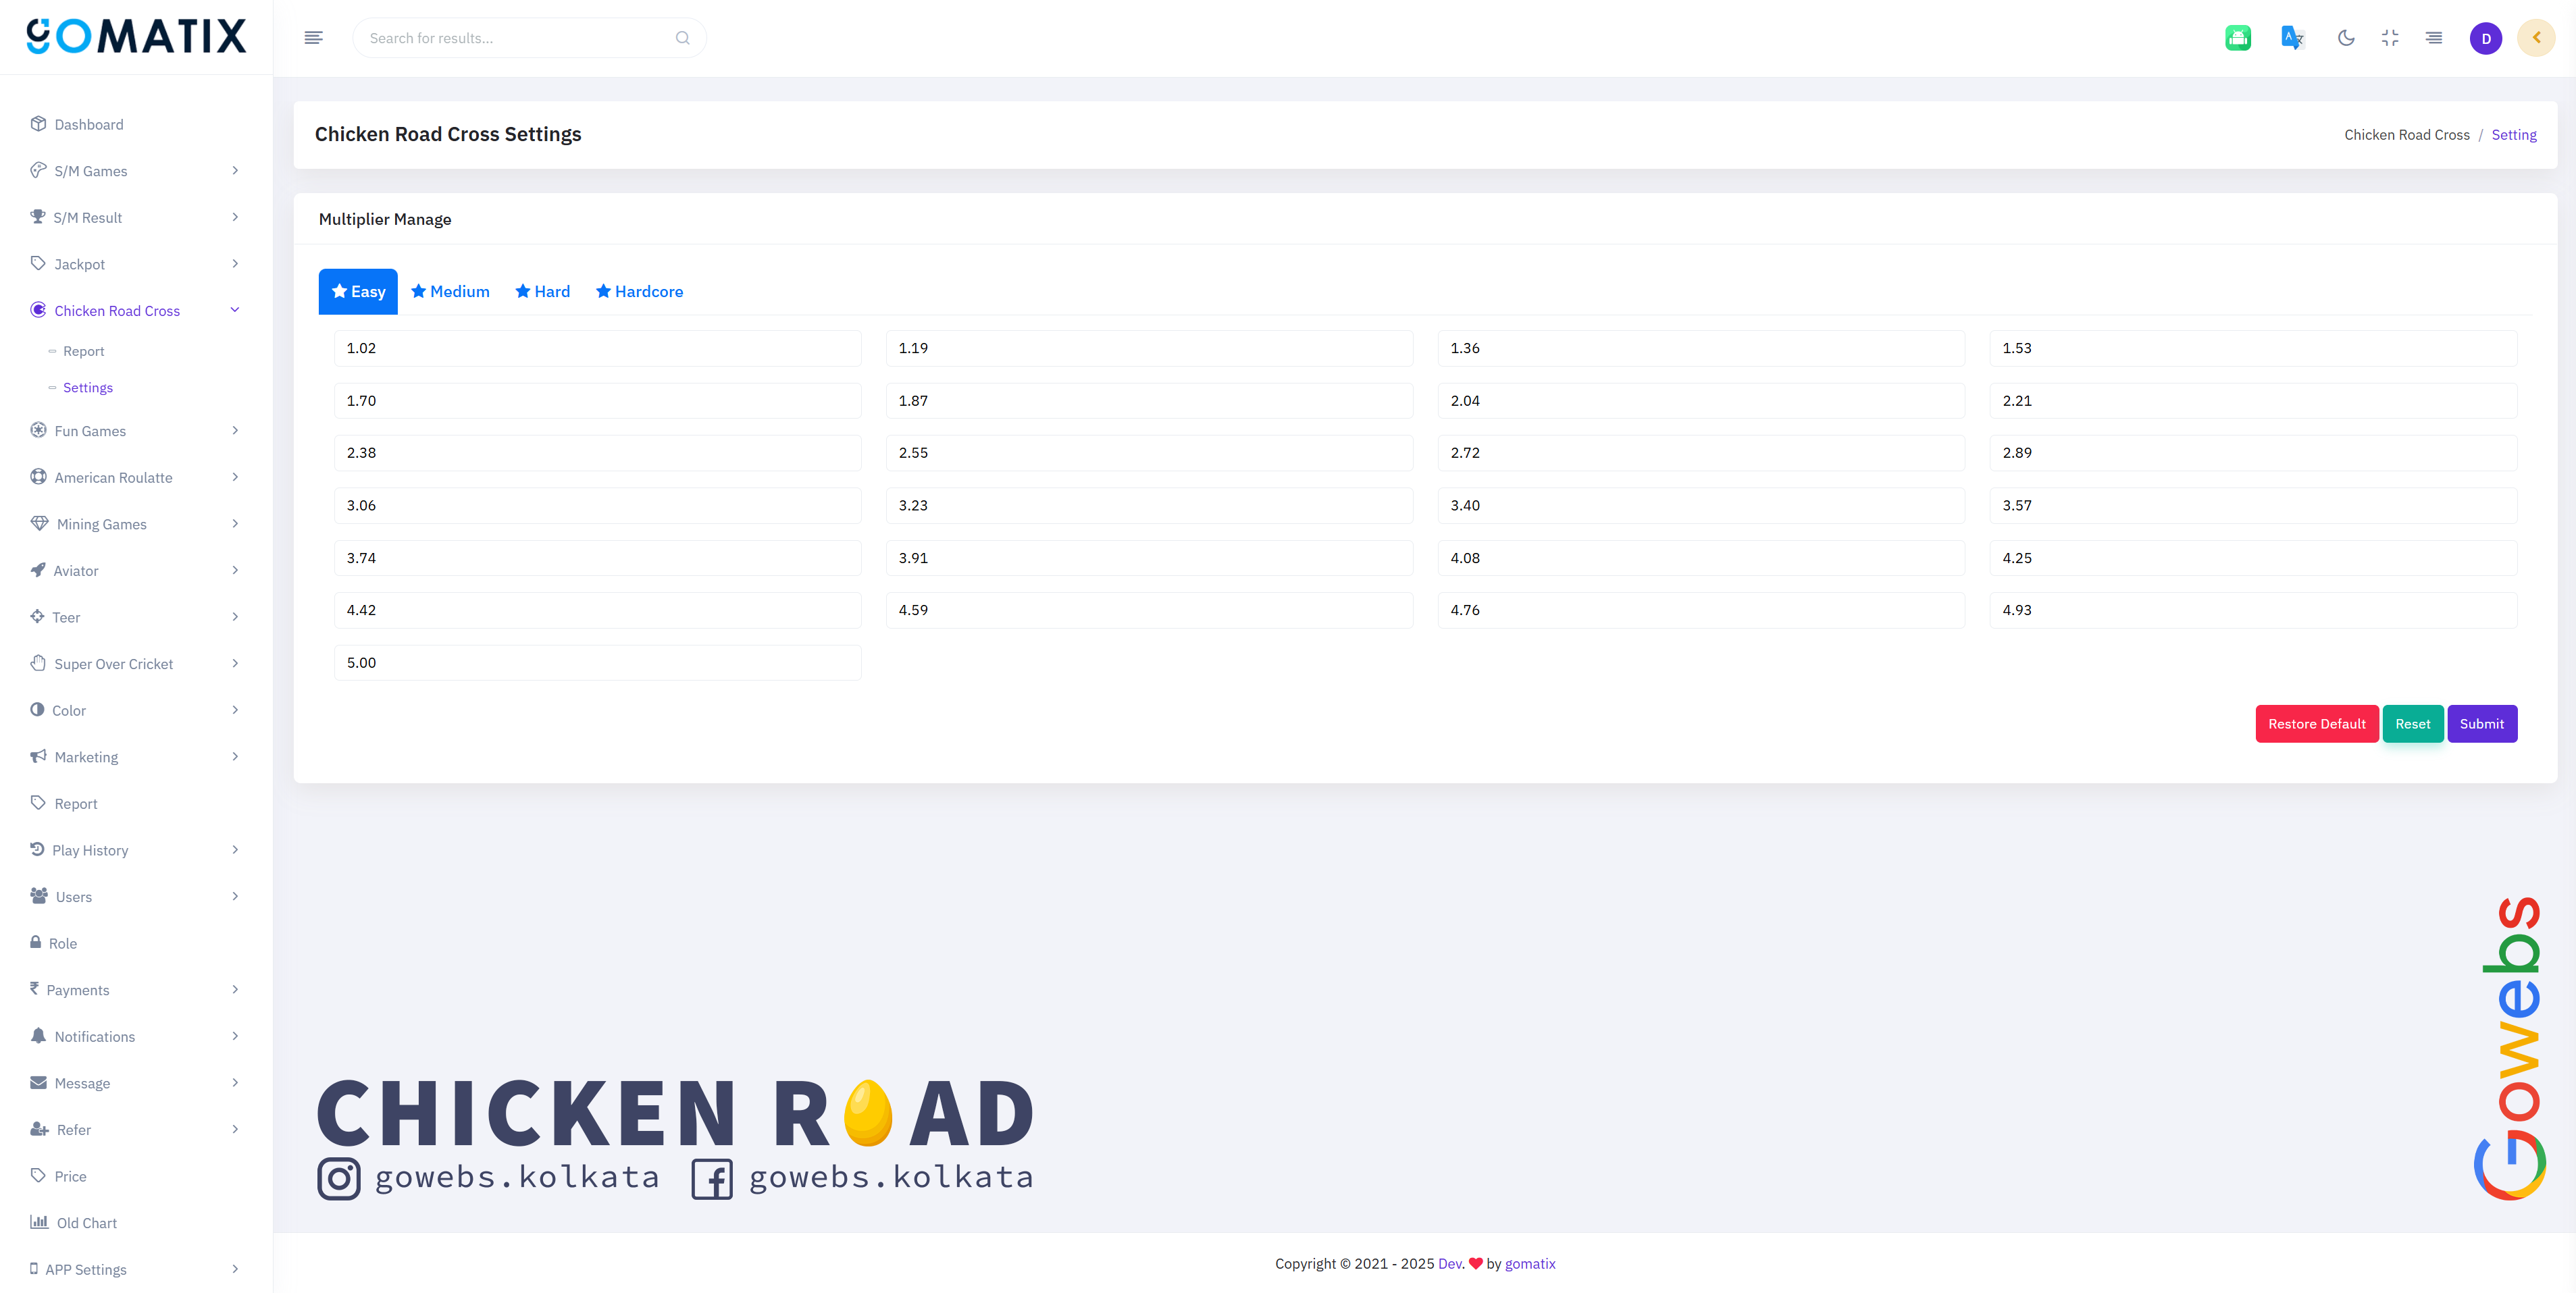 GOMATIX
Search for results...
D
Dashboard
S/M Games
S/M Result
Jackpot
Chicken Road Cross
Report
Settings
Fun Games
American Roulatte
Mining Games
Aviator
Teer
Super Over Cricket
Color
Marketing
Report
Play History
Users
Role
Payments
Notifications
Message
Refer
Price
Old Chart
APP Settings
Chicken Road Cross Settings
Chicken Road Cross / Setting
Multiplier Manage
Easy Medium Hard Hardcore
1.02 1.19 1.36 1.53
1.70 1.87 2.04 2.21
2.38 2.55 2.72 2.89
3.06 3.23 3.40 3.57
3.74 3.91 4.08 4.25
4.42 4.59 4.76 4.93
5.00
Restore Default Reset Submit
CHICKEN ROAD
gowebs.kolkata gowebs.kolkata
Gowebs
Copyright © 2021 - 2025 Dev. ❤ by gomatix